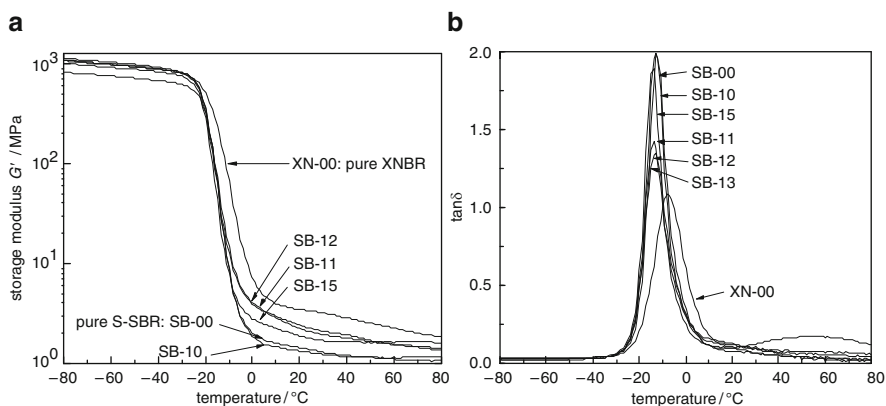 a
storage modulus G′ / MPa
10³
10²
10¹
10⁰
XN-00: pure XNBR
SB-12
SB-11
SB-15
pure S-SBR: SB-00
SB-10
−80 −60 −40 −20 0 20 40 60 80
temperature / °C
b
tanδ
2.0
1.5
1.0
0.5
0.0
SB-00
SB-10
SB-15
SB-11
SB-12
SB-13
XN-00
−80 −60 −40 −20 0 20 40 60 80
temperature / °C